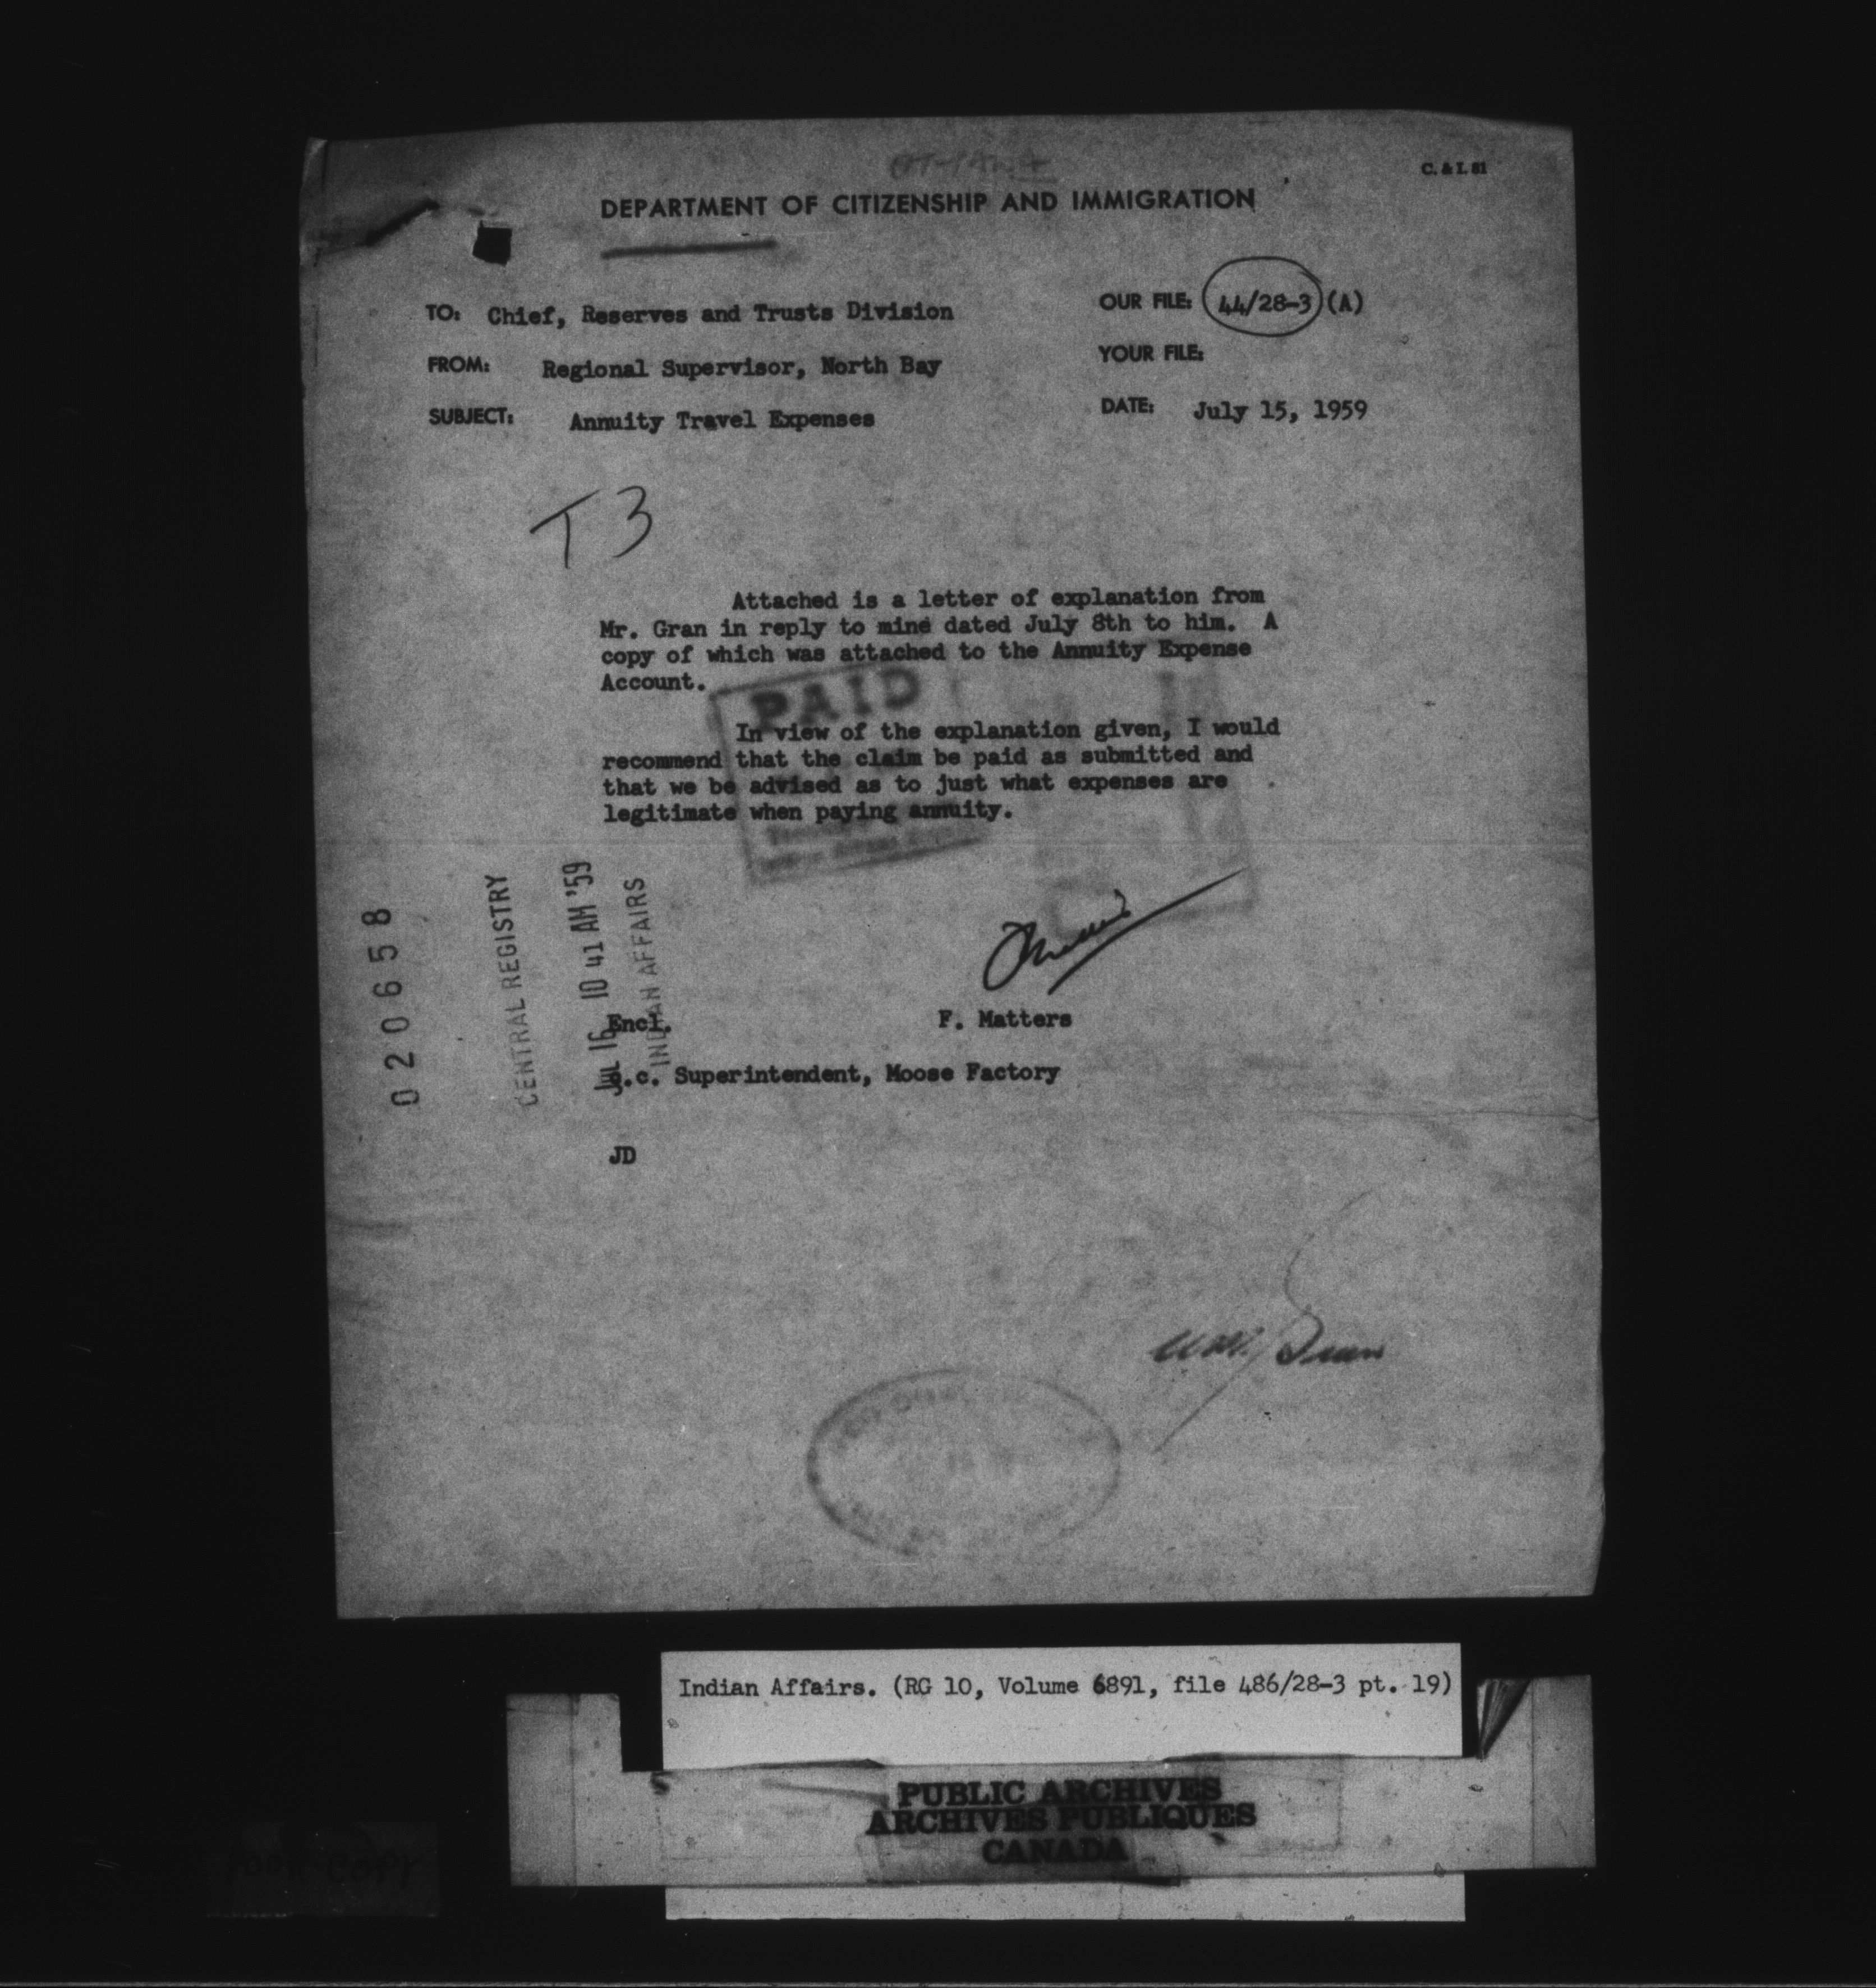 C. & I. 81
DEPARTMENT OF CITIZENSHIP AND IMMIGRATION
TO: Chief, Reserves and Trusts Division
OUR FILE: 44/28-3 (A)
FROM: Regional Supervisor, North Bay
YOUR FILE:
SUBJECT: Annuity Travel Expenses
DATE: July 15, 1959
T 3
Attached is a letter of explanation from
Mr. Gran in reply to mine dated July 8th to him. A
copy of which was attached to the Annuity Expense
Account.
PAID
In view of the explanation given, I would
recommend that the claim be paid as submitted and
that we be advised as to just what expenses are
legitimate when paying annuity.
020658
CENTRAL REGISTRY
JUL 16 10 41 AM '59
INDIAN AFFAIRS
Encl.
F. Matters
c.c. Superintendent, Moose Factory
JD
Indian Affairs. (RG 10, Volume 6891, file 486/28-3 pt. 19)
PUBLIC ARCHIVES
ARCHIVES PUBLIQUES
CANADA
Poor Copy